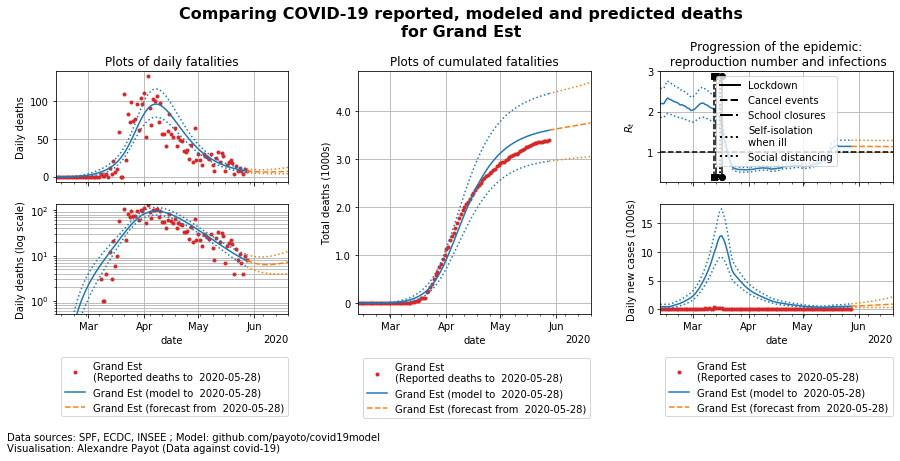 Comparing COVID-19 reported, modeled and predicted deaths
for Grand Est
Plots of daily fatalities
Daily deaths
100
50
0
Daily deaths (log scale)
10²
10¹
10⁰
Mar
Apr
May
Jun
date
2020
Grand Est
(Reported deaths to  2020-05-28)
Grand Est (model to  2020-05-28)
Grand Est (forecast from  2020-05-28)
Plots of cumulated fatalities
Total deaths (1000s)
4.0
3.0
2.0
1.0
0
Mar
Apr
May
Jun
date
2020
Grand Est
(Reported deaths to  2020-05-28)
Grand Est (model to  2020-05-28)
Grand Est (forecast from  2020-05-28)
Progression of the epidemic:
reproduction number and infections
Rₜ
3
2
1
Lockdown
Cancel events
School closures
Self-isolation
when ill
Social distancing
Daily new cases (1000s)
15
10
5
0
Mar
Apr
May
Jun
date
2020
Grand Est
(Reported cases to  2020-05-28)
Grand Est (model to  2020-05-28)
Grand Est (forecast from  2020-05-28)
Data sources: SPF, ECDC, INSEE ; Model: github.com/payoto/covid19model
Visualisation: Alexandre Payot (Data against covid-19)